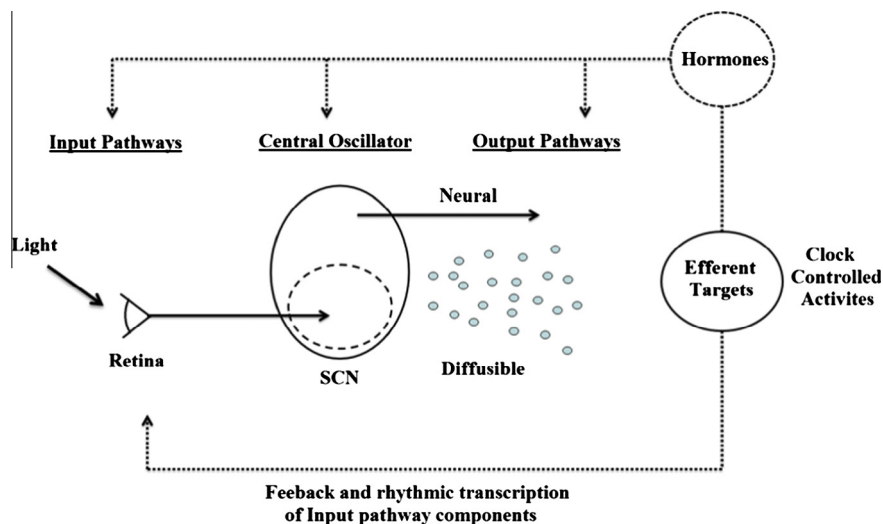 Hormones
Input Pathways
Central Oscillator
Output Pathways
Neural
Light
Efferent
Targets
Clock
Controlled
Activites
Retina
SCN
Diffusible
Feeback and rhythmic transcription
of Input pathway components